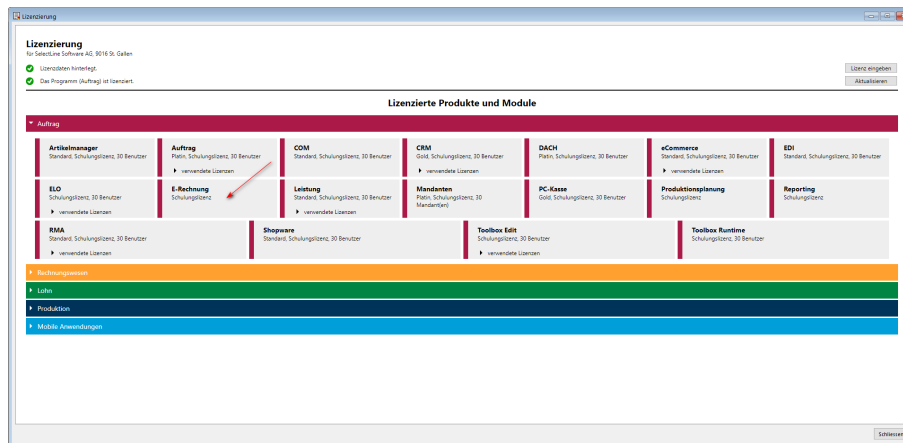 Lizenzierung
Lizenzierung
für SelectLine Software AG, 9016 St. Gallen
Lizenzdaten hinterlegt.
Lizenz eingeben
Das Programm (Auftrag) ist lizenziert.
Aktualisieren
Lizenzierte Produkte und Module
Auftrag
Artikelmanager
Standard, Schulungslizenz, 30 Benutzer
Auftrag
Platin, Schulungslizenz, 30 Benutzer
verwendete Lizenzen
COM
Standard, Schulungslizenz, 30 Benutzer
CRM
Gold, Schulungslizenz, 30 Benutzer
verwendete Lizenzen
DACH
Platin, Schulungslizenz, 30 Benutzer
eCommerce
Standard, Schulungslizenz, 30 Benutzer
verwendete Lizenzen
EDI
Standard, Schulungslizenz, 30 Benutzer
ELO
Schulungslizenz, 30 Benutzer
verwendete Lizenzen
E-Rechnung
Schulungslizenz
Leistung
Standard, Schulungslizenz, 30 Benutzer
verwendete Lizenzen
Mandanten
Platin, Schulungslizenz, 30
Mandant(en)
PC-Kasse
Gold, Schulungslizenz, 30 Benutzer
Produktionsplanung
Schulungslizenz
Reporting
Schulungslizenz
RMA
Standard, Schulungslizenz, 30 Benutzer
verwendete Lizenzen
Shopware
Standard, Schulungslizenz, 30 Benutzer
Toolbox Edit
Schulungslizenz, 30 Benutzer
verwendete Lizenzen
Toolbox Runtime
Schulungslizenz, 30 Benutzer
Rechnungswesen
Lohn
Produktion
Mobile Anwendungen
Schliessen